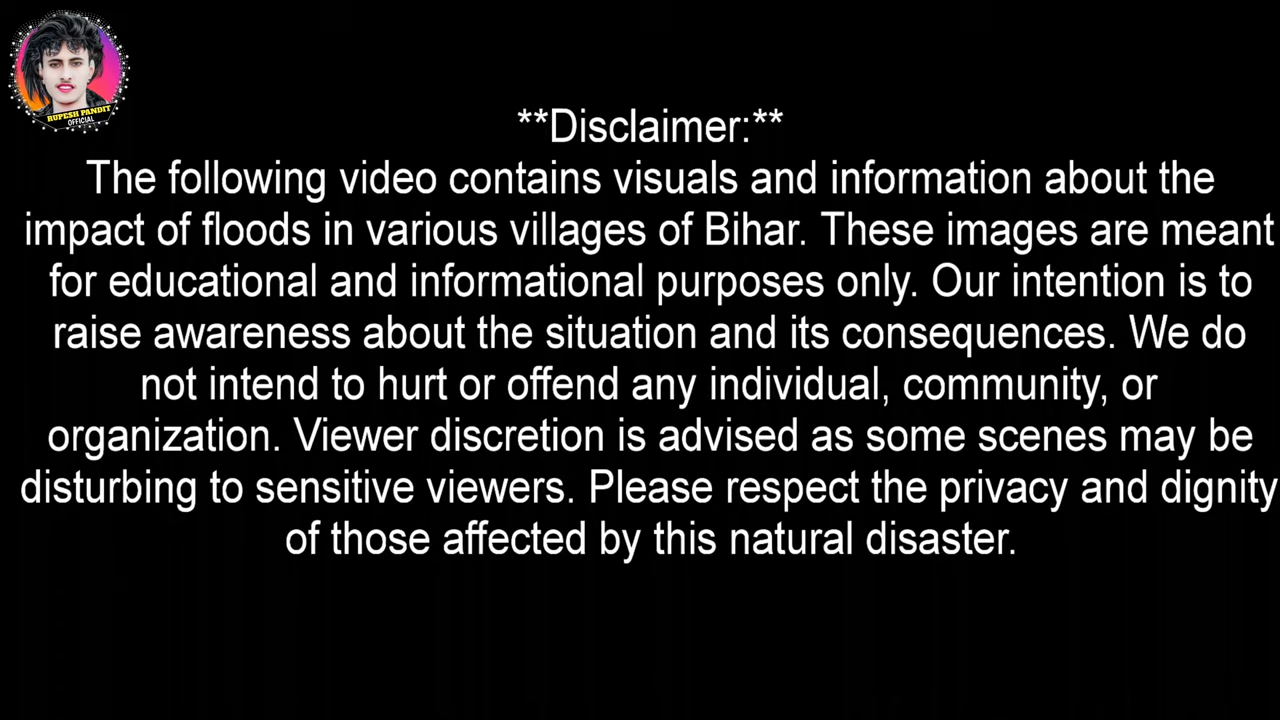 RUPESH PANDIT
OFFICIAL
**Disclaimer:**
The following video contains visuals and information about the
impact of floods in various villages of Bihar. These images are meant
for educational and informational purposes only. Our intention is to
raise awareness about the situation and its consequences. We do
not intend to hurt or offend any individual, community, or
organization. Viewer discretion is advised as some scenes may be
disturbing to sensitive viewers. Please respect the privacy and dignity
of those affected by this natural disaster.